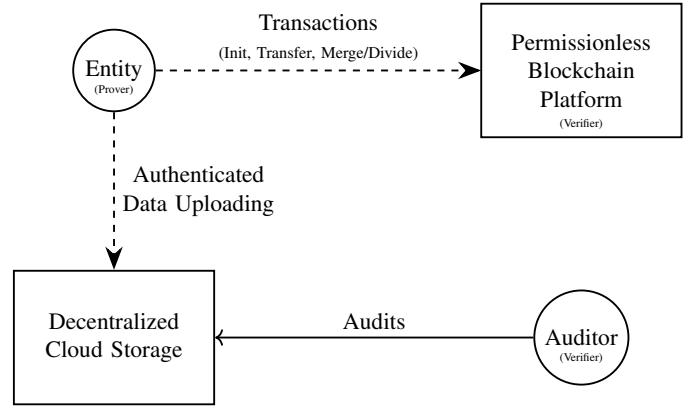 Transactions
(Init, Transfer, Merge/Divide)
Entity
(Prover)
Permissionless
Blockchain
Platform
(Verifier)
Authenticated
Data Uploading
Decentralized
Cloud Storage
Audits
Auditor
(Verifier)